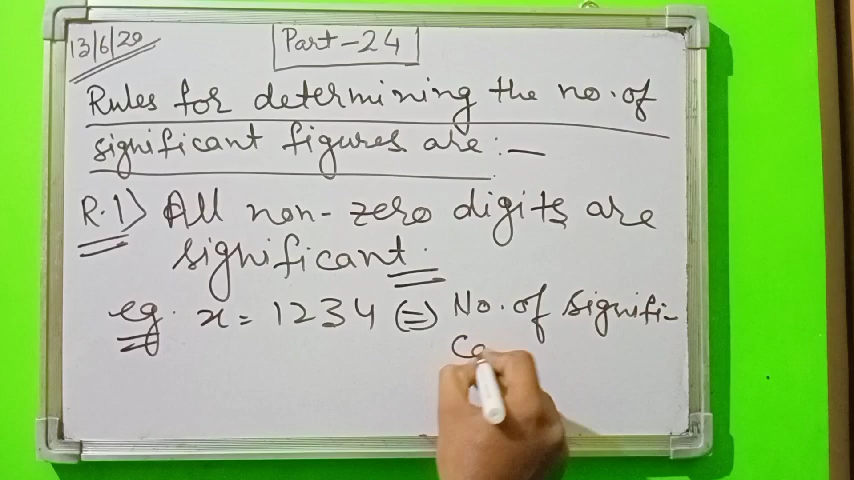 13/6/20
Part-24
Rules for determining the no. of
significant figures are:—
R.1) All non-zero digits are
significant.
eg. x = 1234 (=) No. of Signifi-
Ca